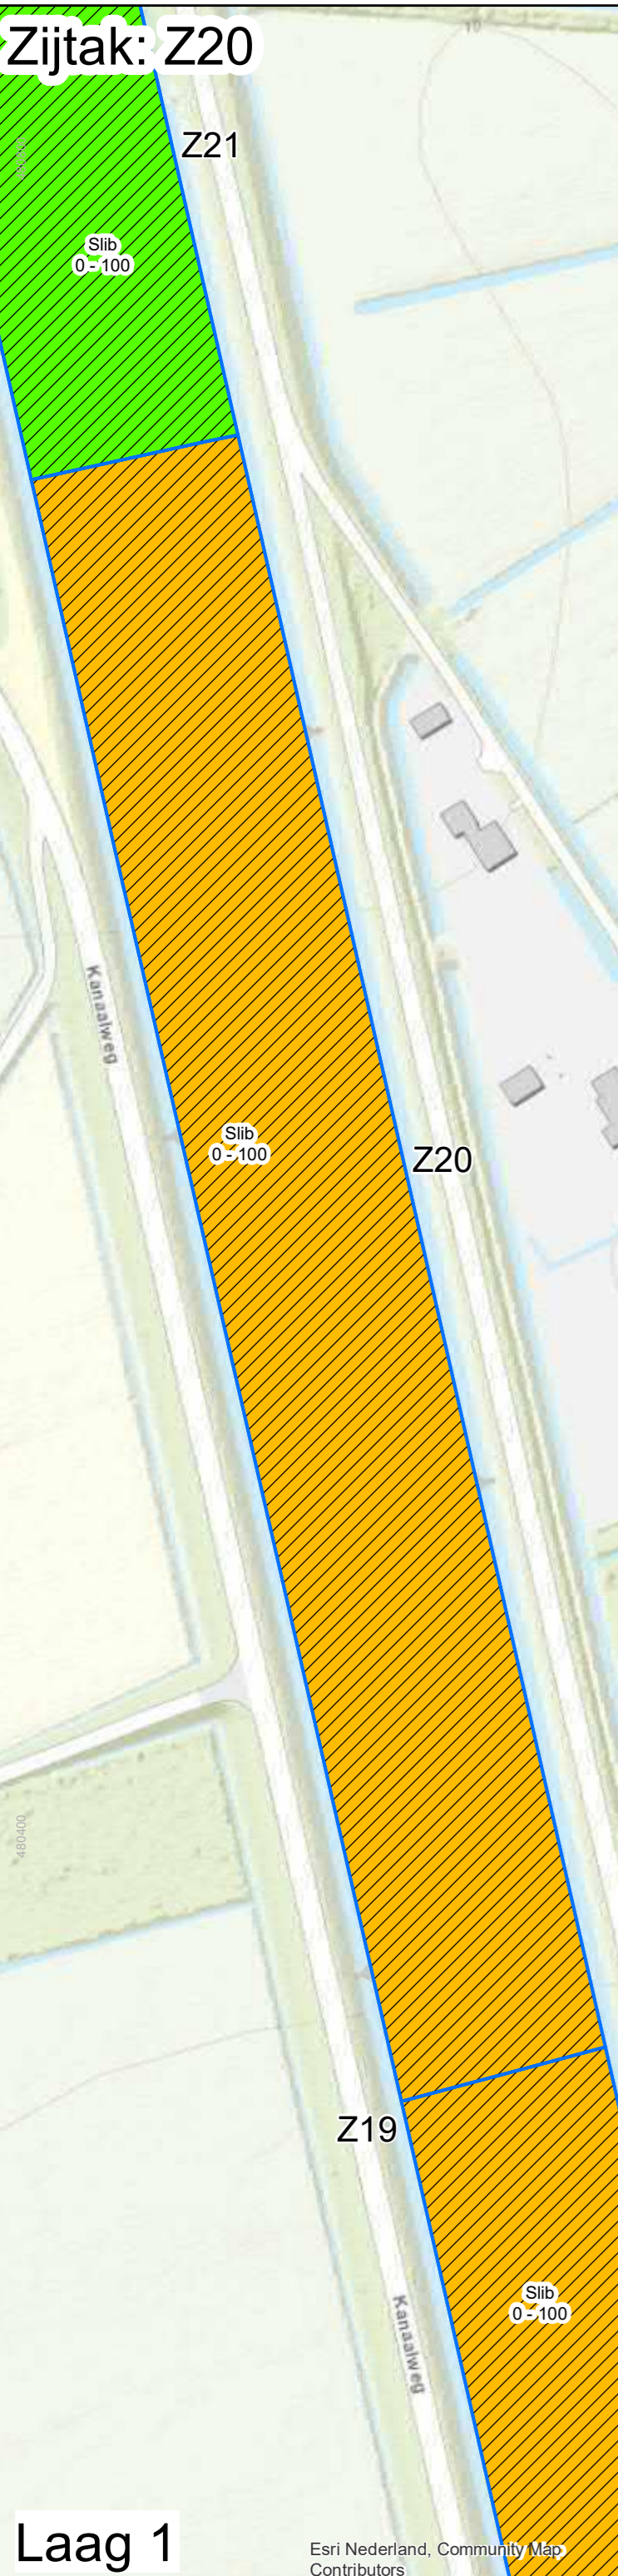 Zijtak: Z20
10
Z21
Slib
0 - 100
Kanaalweg
Slib
0 - 100
Z20
480400
Z19
Slib
0 - 100
Kanaalweg
Laag 1
Esri Nederland, Community Map
Contributors